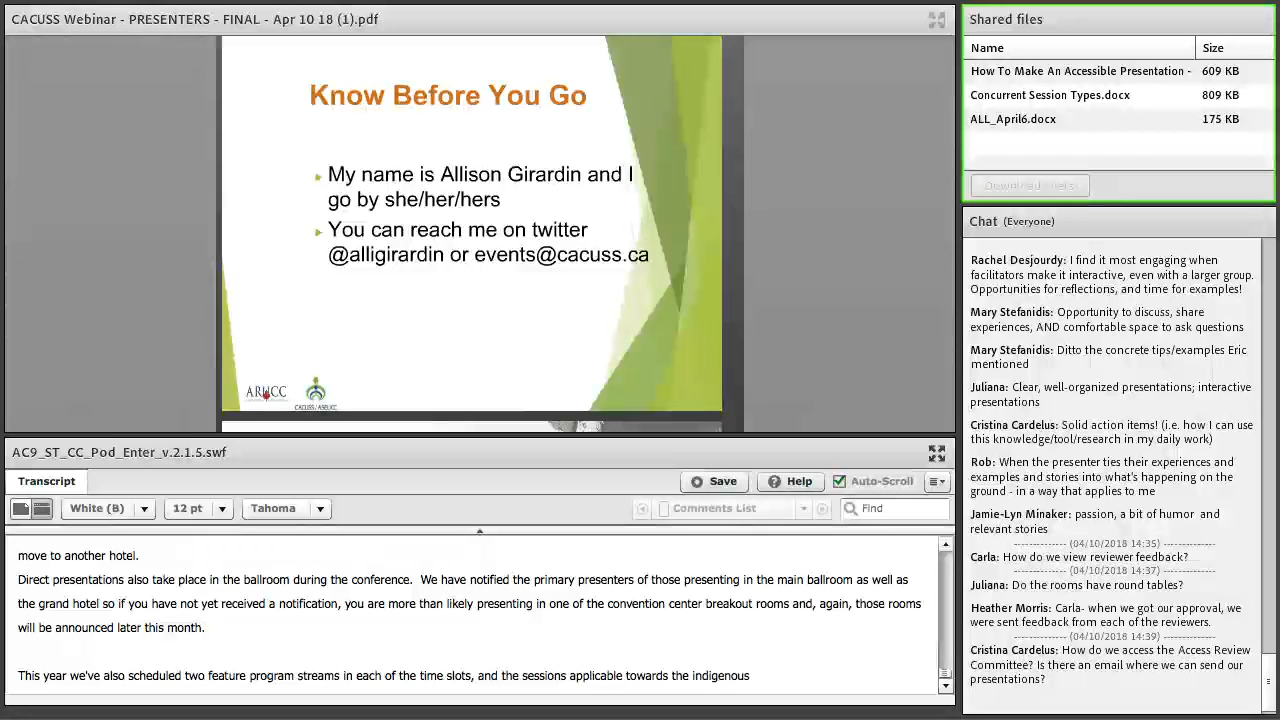 CACUSS Webinar - PRESENTERS - FINAL - Apr 10 18 (1).pdf
Know Before You Go
My name is Allison Girardin and I
go by she/her/hers
You can reach me on twitter
@alligirardin or events@cacuss.ca
ARUCC
CACUSS / ASEUCC
AC9_ST_CC_Pod_Enter_v.2.1.5.swf
Transcript
Save
Help
Auto-Scroll
White (B)
12 pt
Tahoma
Comments List
Find
move to another hotel.
Direct presentations also take place in the ballroom during the conference.  We have notified the primary presenters of those presenting in the main ballroom as well as
the grand hotel so if you have not yet received a notification, you are more than likely presenting in one of the convention center breakout rooms and, again, those rooms
will be announced later this month.
This year we've also scheduled two feature program streams in each of the time slots, and the sessions applicable towards the indigenous
Shared files
Name Size
How To Make An Accessible Presentation - 609 KB
Concurrent Session Types.docx 809 KB
ALL_April6.docx 175 KB
Chat (Everyone)
Rachel Desjourdy: I find it most engaging when
facilitators make it interactive, even with a larger group.
Opportunities for reflections, and time for examples!
Mary Stefanidis: Opportunity to discuss, share
experiences, AND comfortable space to ask questions
Mary Stefanidis: Ditto the concrete tips/examples Eric
mentioned
Juliana: Clear, well-organized presentations; interactive
presentations
Cristina Cardelus: Solid action items! (i.e. how I can use
this knowledge/tool/research in my daily work)
Rob: When the presenter ties their experiences and
examples and stories into what's happening on the
ground - in a way that applies to me
Jamie-Lyn Minaker: passion, a bit of humor and
relevant stories
-------------- (04/10/2018 14:35) --------------
Carla: How do we view reviewer feedback?
-------------- (04/10/2018 14:37) --------------
Juliana: Do the rooms have round tables?
Heather Morris: Carla- when we got our approval, we
were sent feedback from each of the reviewers.
-------------- (04/10/2018 14:39) --------------
Cristina Cardelus: How do we access the Access Review
Committee? Is there an email where we can send our
presentations?